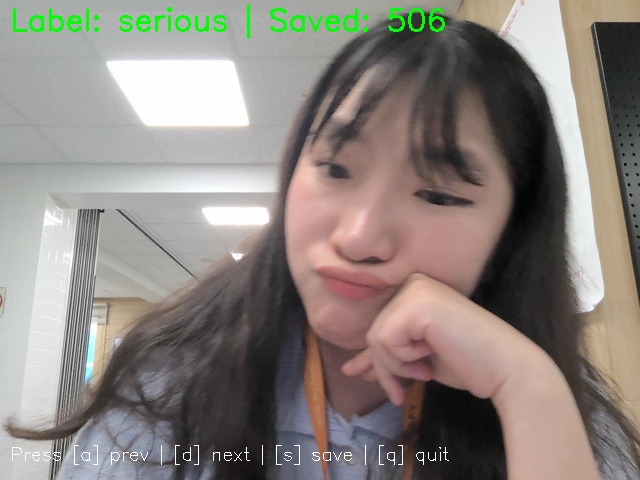 Label: serious | Saved: 506
Press [a] prev | [d] next | [s] save | [q] quit